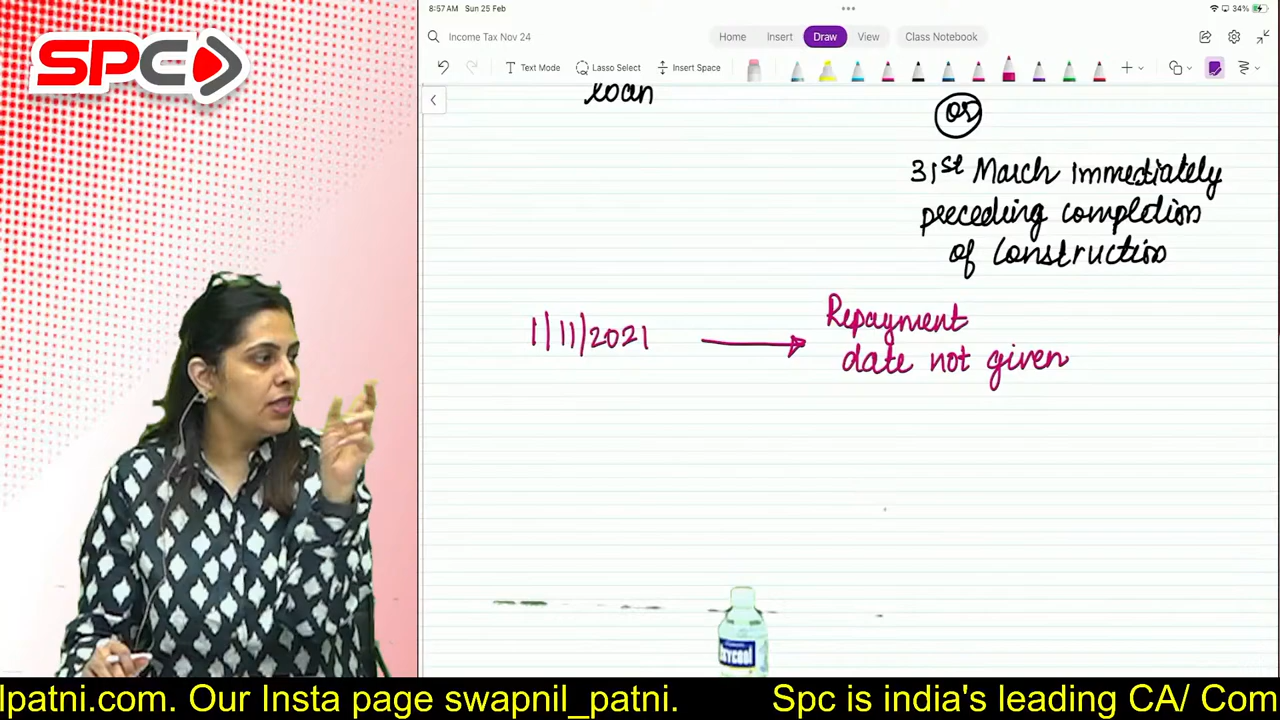 8:57 AM Sun 25 Feb
34%
SPC
Income Tax Nov 24
Home Insert Draw View Class Notebook
Text Mode Lasso Select Insert Space
loan
or
31st March immediately
preceding completion
of construction
1/11/2021
Repayment
date not given
lpatni.com. Our Insta page swapnil_patni. Spc is india's leading CA/ Com